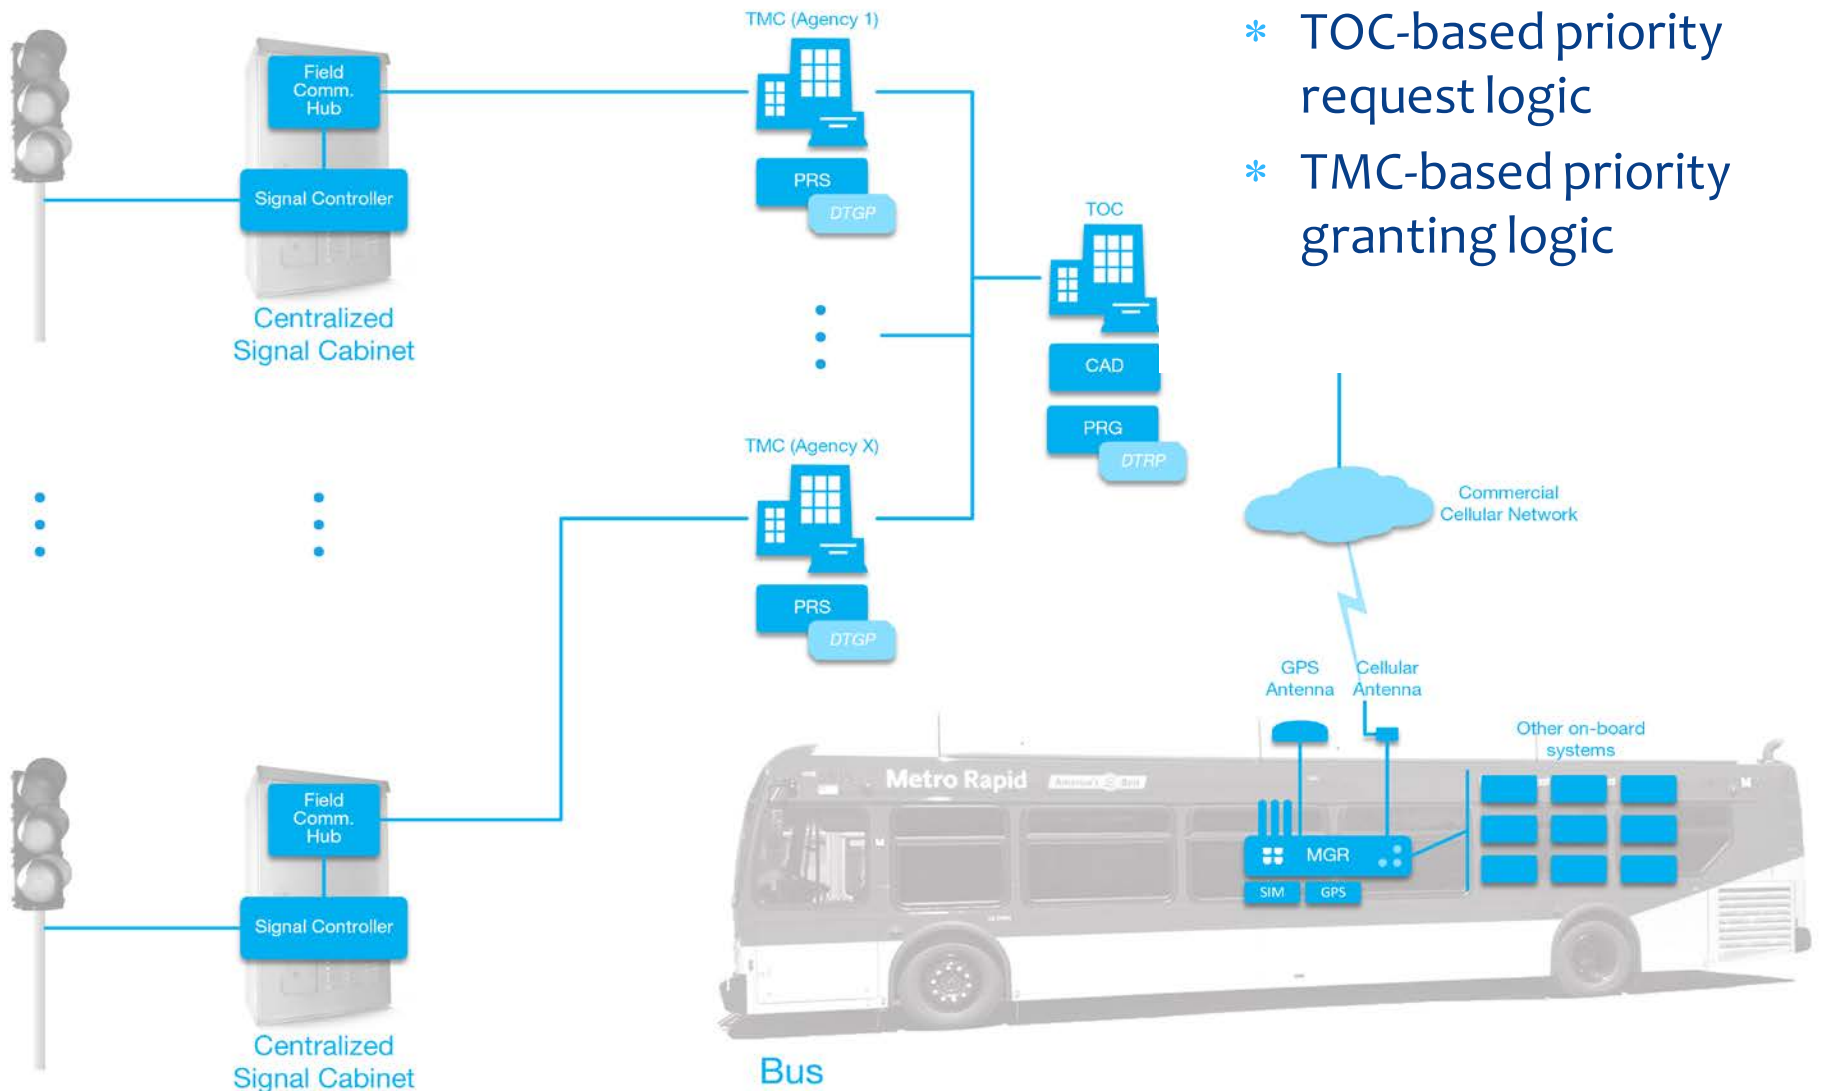 TMC (Agency 1)
* TOC-based priority
request logic
* TMC-based priority
granting logic
Field
Comm.
Hub
Signal Controller
Centralized
Signal Cabinet
PRS
DTGP
TOC
CAD
PRG
DTRP
TMC (Agency X)
PRS
DTGP
Commercial
Cellular Network
GPS
Antenna
Cellular
Antenna
Other on-board
systems
Metro Rapid
M
M
MGR
SIM
GPS
Field
Comm.
Hub
Signal Controller
Centralized
Signal Cabinet
Bus